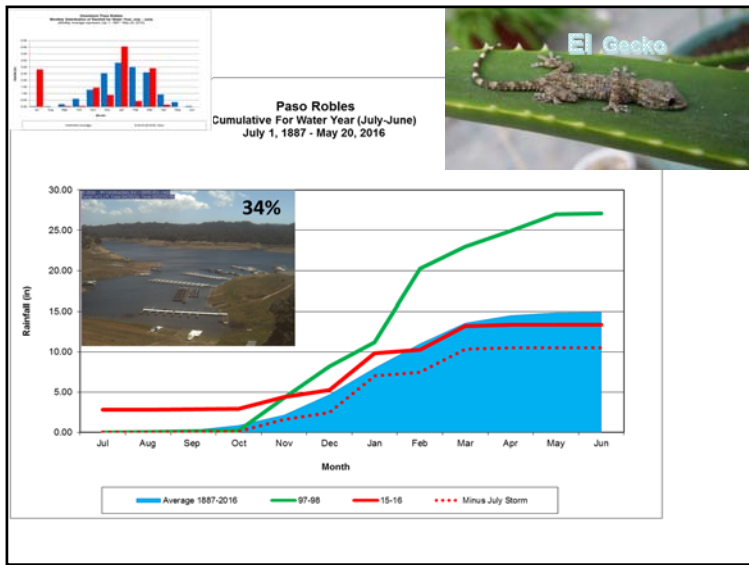 El Gecko
Paso Robles
Cumulative For Water Year (July-June)
July 1, 1887 - May 20, 2016
34%
30.00
25.00
20.00
15.00
10.00
5.00
0.00
Rainfall (in)
Jul Aug Sep Oct Nov Dec Jan Feb Mar Apr May Jun
Month
Average 1887-2016 97-98 15-16 Minus July Storm